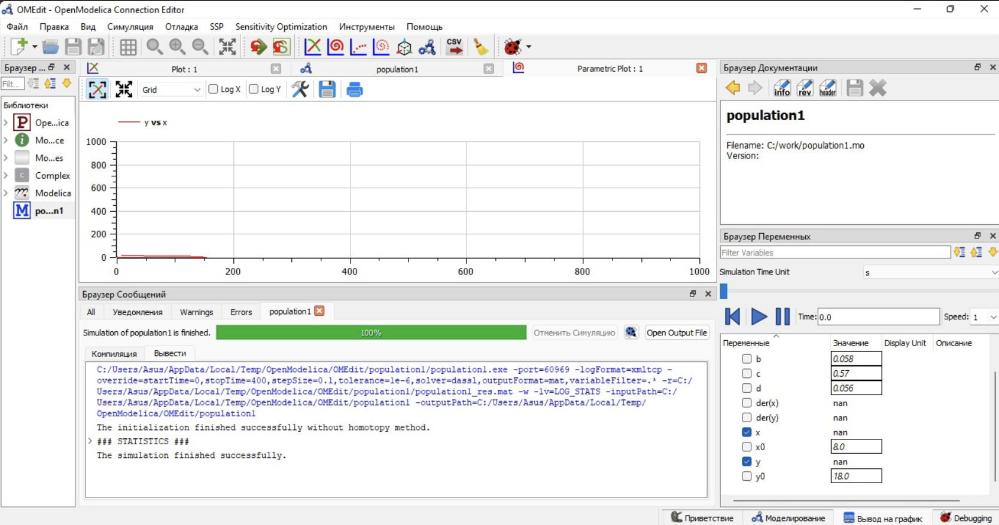 OMEdit - OpenModelica Connection Editor
Файл Правка Вид Симуляция Отладка SSP Sensitivity Optimization Инструменты Помощь
CSV
Браузер ...
Plot : 1
population1
Parametric Plot : 1
Браузер Документации
Filt...
Grid
Log X
Log Y
info
rev
header
Библиотеки
P Ope...ica
i Mo...ce
Mo...es
C Complex
Modelica
M po...n1
y vs x
1000
800
600
400
200
0
0 200 400 600 800 1000
population1
Filename: C:/work/population1.mo
Version:
Браузер Сообщений
All Уведомления Warnings Errors population1
Simulation of population1 is finished.
100%
Отменить Симуляцию
Open Output File
Компиляция Вывести
C:/Users/Asus/AppData/Local/Temp/OpenModelica/OMEdit/population1/population1.exe -port=60969 -logFormat=xmltcp -
override=startTime=0,stopTime=400,stepSize=0.1,tolerance=1e-6,solver=dassl,outputFormat=mat,variableFilter=.* -r=C:/
Users/Asus/AppData/Local/Temp/OpenModelica/OMEdit/population1/population1_res.mat -w -lv=LOG_STATS -inputPath=C:/
Users/Asus/AppData/Local/Temp/OpenModelica/OMEdit/population1 -outputPath=C:/Users/Asus/AppData/Local/Temp/
OpenModelica/OMEdit/population1
The initialization finished successfully without homotopy method.
### STATISTICS ###
The simulation finished successfully.
Браузер Переменных
Filter Variables
Simulation Time Unit s
Time: 0.0 Speed: 1
Переменные Значение Display Unit Описание
b 0.058
c 0.57
d 0.056
der(x) nan
der(y) nan
x nan
x0 8.0
y nan
y0 18.0
Приветствие Моделирование Вывод на график Debugging